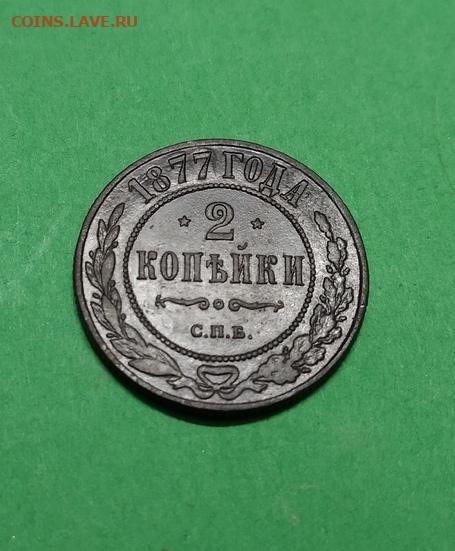 COINS.LAVE.RU
1877 ГОДА
2
КОПѢЙКИ
С.П.Б.